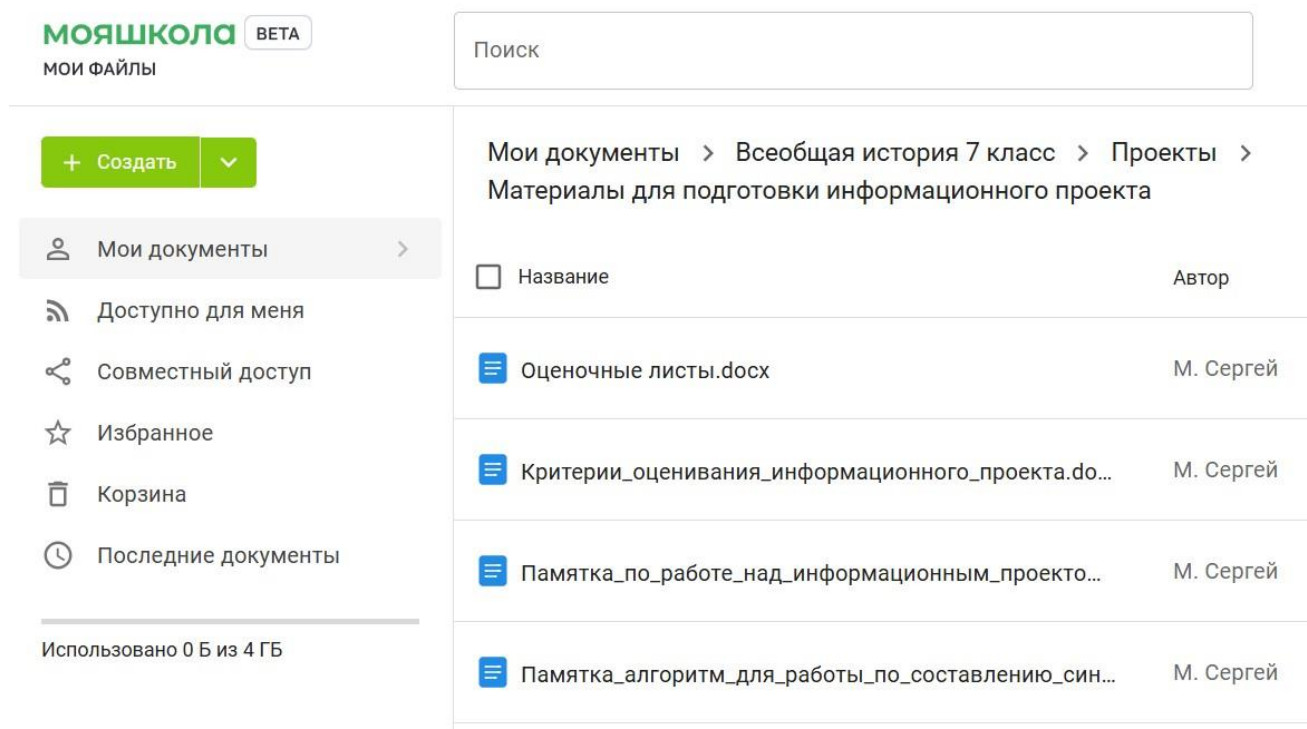 мояшкола BETA
МОИ ФАЙЛЫ
Поиск
+ Создать
Мои документы
Доступно для меня
Совместный доступ
Избранное
Корзина
Последние документы
Использовано 0 Б из 4 ГБ
Мои документы > Всеобщая история 7 класс > Проекты >
Материалы для подготовки информационного проекта
Название Автор
Оценочные листы.docx М. Сергей
Критерии_оценивания_информационного_проекта.do... М. Сергей
Памятка_по_работе_над_информационным_проекто... М. Сергей
Памятка_алгоритм_для_работы_по_составлению_син... М. Сергей